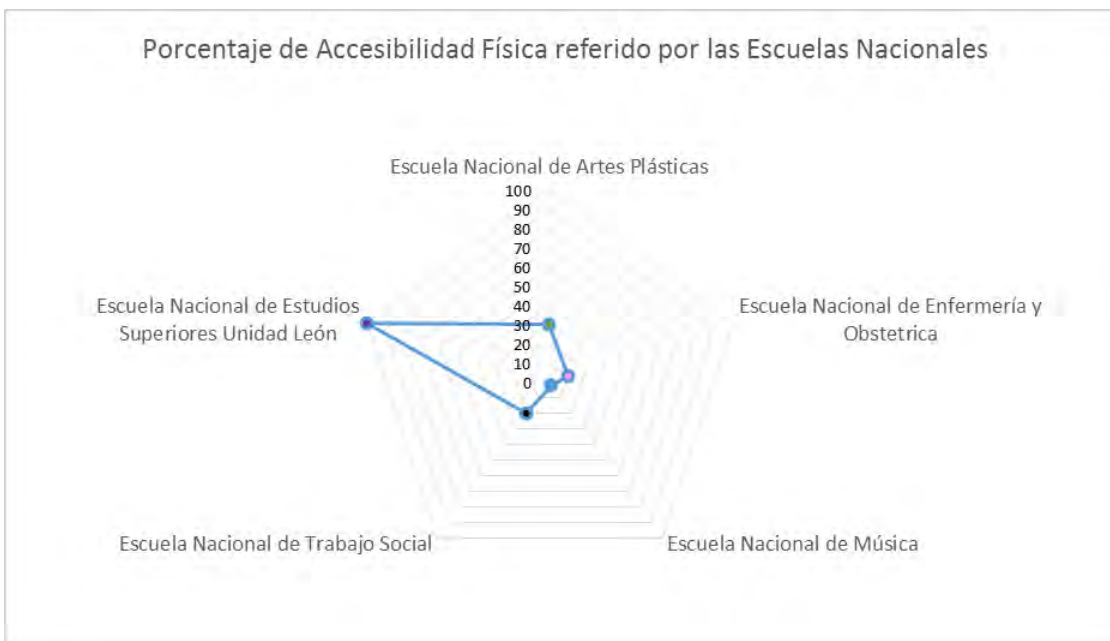 Porcentaje de Accesibilidad Física referido por las Escuelas Nacionales
Escuela Nacional de Artes Plásticas
100
90
80
70
60
50
40
30
20
10
0
Escuela Nacional de Estudios
Superiores Unidad León
Escuela Nacional de Enfermería y
Obstetrica
Escuela Nacional de Trabajo Social
Escuela Nacional de Música